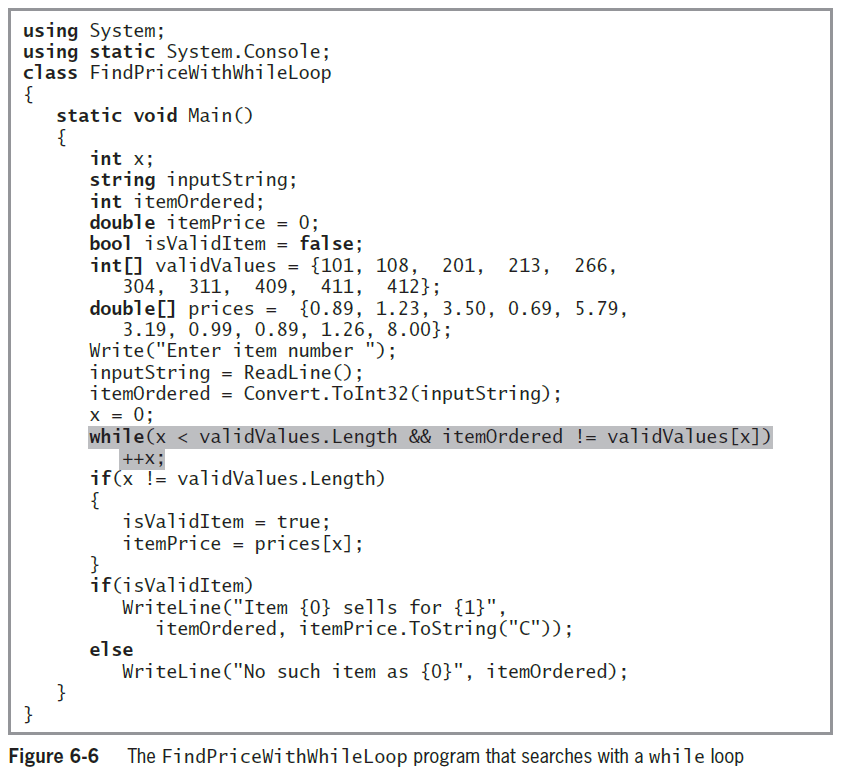 using System;
using static System.Console;
class FindPriceWithWhileLoop
{
   static void Main()
   {
      int x;
      string inputString;
      int itemOrdered;
      double itemPrice = 0;
      bool isValidItem = false;
      int[] validValues = {101, 108,  201,  213,  266,
         304,  311,  409,  411,  412};
      double[] prices =  {0.89, 1.23, 3.50, 0.69, 5.79,
         3.19, 0.99, 0.89, 1.26, 8.00};
      Write("Enter item number ");
      inputString = ReadLine();
      itemOrdered = Convert.ToInt32(inputString);
      x = 0;
      while(x < validValues.Length && itemOrdered != validValues[x])
         ++x;
      if(x != validValues.Length)
      {
         isValidItem = true;
         itemPrice = prices[x];
      }
      if(isValidItem)
         WriteLine("Item {0} sells for {1}",
            itemOrdered, itemPrice.ToString("C"));
      else
         WriteLine("No such item as {0}", itemOrdered);
   }
}
Figure 6-6 The FindPriceWithWhileLoop program that searches with a while loop